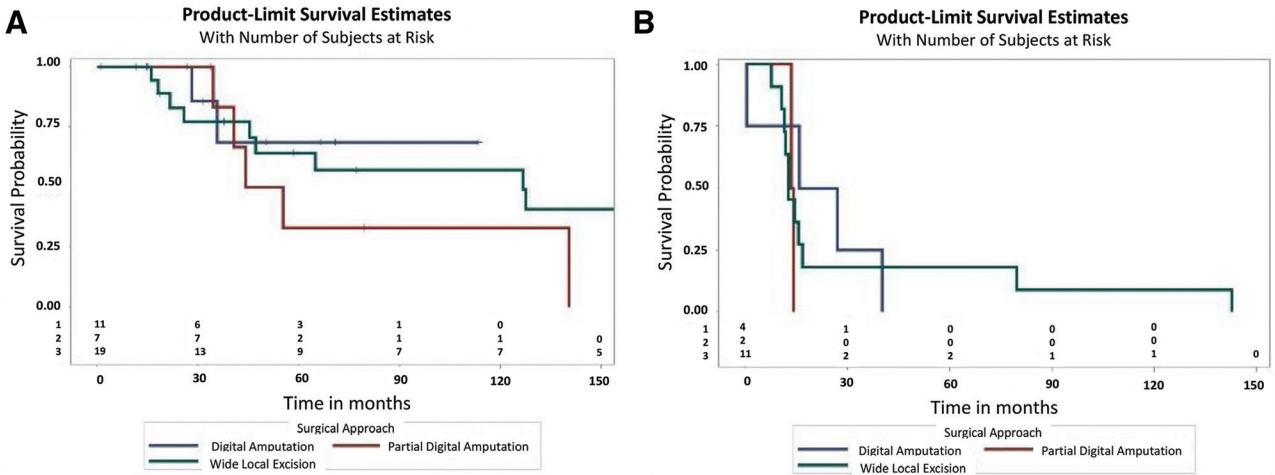 A
Product-Limit Survival Estimates
With Number of Subjects at Risk
Survival Probability
1.00
0.75
0.50
0.25
0.00
1 11 6 3 1 0
2 7 7 2 1 1 0
3 19 13 9 7 7 5
0 30 60 90 120 150
Time in months
Surgical Approach
Digital Amputation Partial Digital Amputation
Wide Local Excision
B
Product-Limit Survival Estimates
With Number of Subjects at Risk
Survival Probability
1.00
0.75
0.50
0.25
0.00
1 4 1 0 0 0
2 2 0 0 0 0
3 11 2 2 1 1 0
0 30 60 90 120 150
Time in months
Surgical Approach
Digital Amputation Partial Digital Amputation
Wide Local Excision